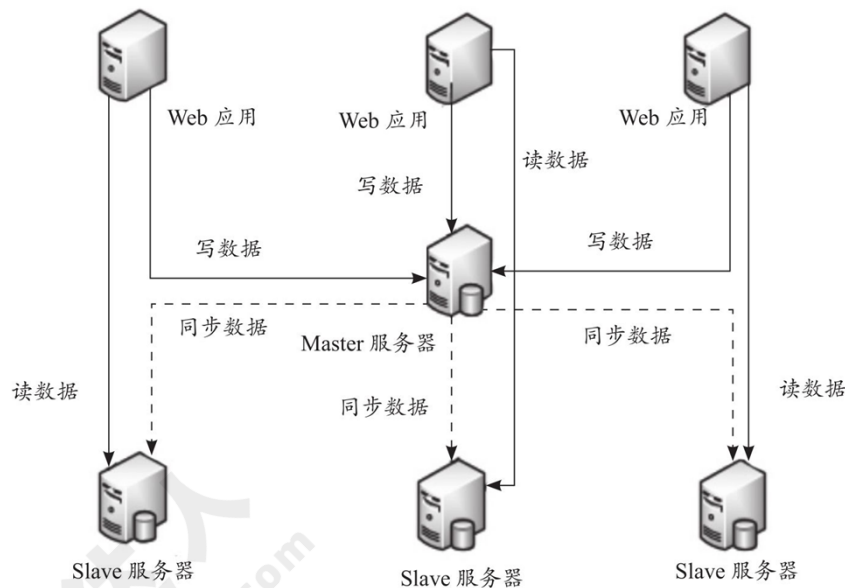 Web 应用
Web 应用
Web 应用
读数据
写数据
写数据
写数据
同步数据
Master 服务器
同步数据
读数据
同步数据
读数据
Slave 服务器
Slave 服务器
Slave 服务器